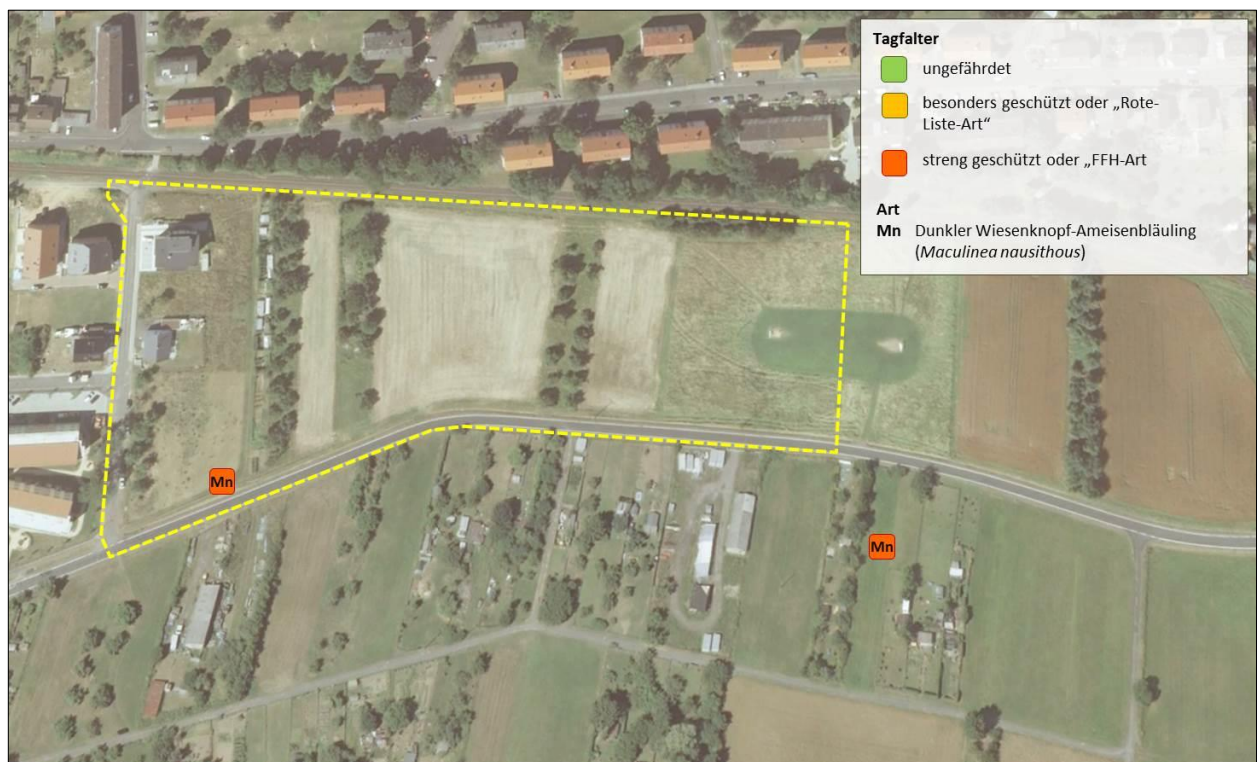 Tagfalter
ungefährdet
besonders geschützt oder „Rote-
Liste-Art“
streng geschützt oder „FFH-Art
Art
Mn Dunkler Wiesenknopf-Ameisenbläuling
(Maculinea nausithous)
Mn
Mn